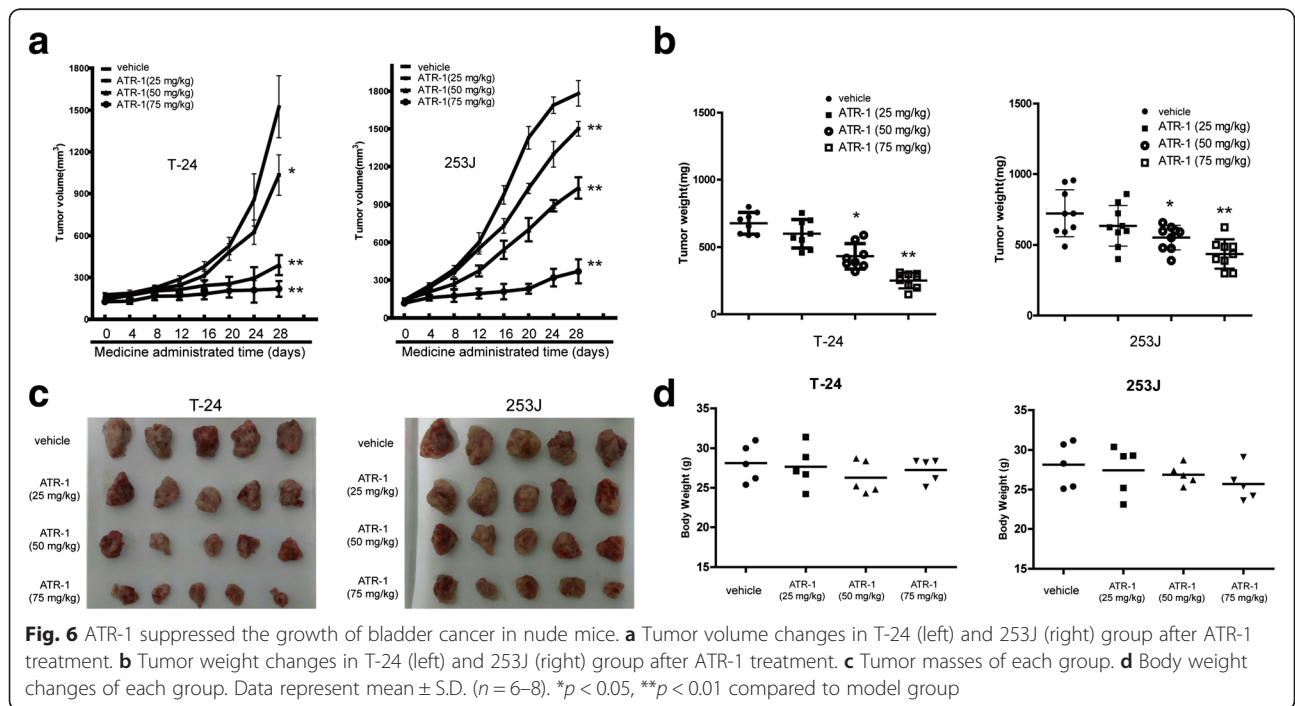 a
vehicle
ATR-1(25 mg/kg)
ATR-1(50 mg/kg)
ATR-1(75 mg/kg)
T-24
Tumor volume(mm³)
1800
1500
1200
900
600
300
0
0 4 8 12 16 20 24 28
Medicine administrated time (days)
*
**
**
vehicle
ATR-1(25 mg/kg)
ATR-1(50 mg/kg)
ATR-1(75 mg/kg)
253J
Tumor volume(mm³)
1800
1500
1200
900
600
300
0
0 4 8 12 16 20 24 28
Medicine administrated time (days)
**
**
**
b
vehicle
ATR-1 (25 mg/kg)
ATR-1 (50 mg/kg)
ATR-1 (75 mg/kg)
Tumor weight(mg)
1500
1000
500
0
*
**
T-24
vehicle
ATR-1 (25 mg/kg)
ATR-1 (50 mg/kg)
ATR-1 (75 mg/kg)
Tumor weight(mg)
1500
1000
500
0
*
**
253J
c
T-24
vehicle
ATR-1
(25 mg/kg)
ATR-1
(50 mg/kg)
ATR-1
(75 mg/kg)
253J
vehicle
ATR-1
(25 mg/kg)
ATR-1
(50 mg/kg)
ATR-1
(75 mg/kg)
d
T-24
Body Weight (g)
35
30
25
20
15
vehicle ATR-1 ATR-1 ATR-1
(25 mg/kg) (50 mg/kg) (75 mg/kg)
253J
Body Weight (g)
35
30
25
20
15
vehicle ATR-1 ATR-1 ATR-1
(25 mg/kg) (50 mg/kg) (75 mg/kg)
Fig. 6 ATR-1 suppressed the growth of bladder cancer in nude mice. a Tumor volume changes in T-24 (left) and 253J (right) group after ATR-1
treatment. b Tumor weight changes in T-24 (left) and 253J (right) group after ATR-1 treatment. c Tumor masses of each group. d Body weight
changes of each group. Data represent mean ± S.D. (n = 6–8). *p < 0.05, **p < 0.01 compared to model group